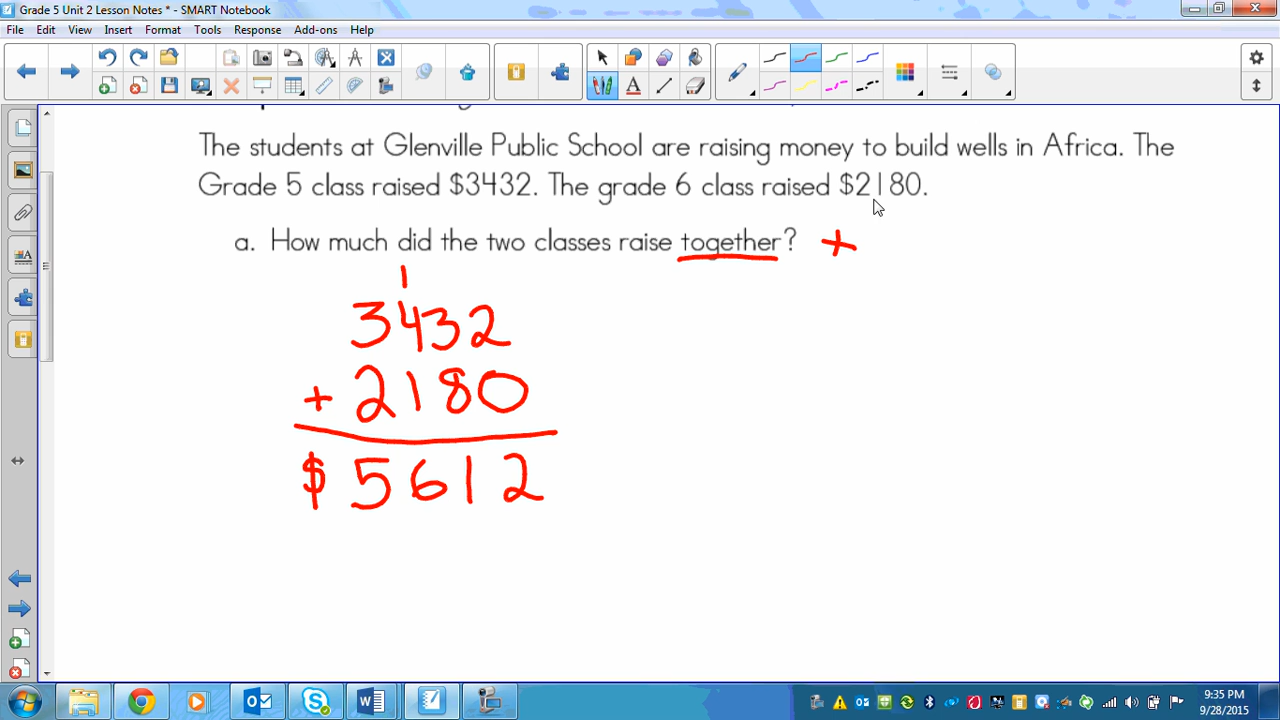 Grade 5 Unit 2 Lesson Notes * - SMART Notebook
File Edit View Insert Format Tools Response Add-ons Help
The students at Glenville Public School are raising money to build wells in Africa. The
Grade 5 class raised $3432. The grade 6 class raised $2180.
a. How much did the two classes raise together? +
1
3432
+ 2180
$ 5612
9:35 PM
9/28/2015